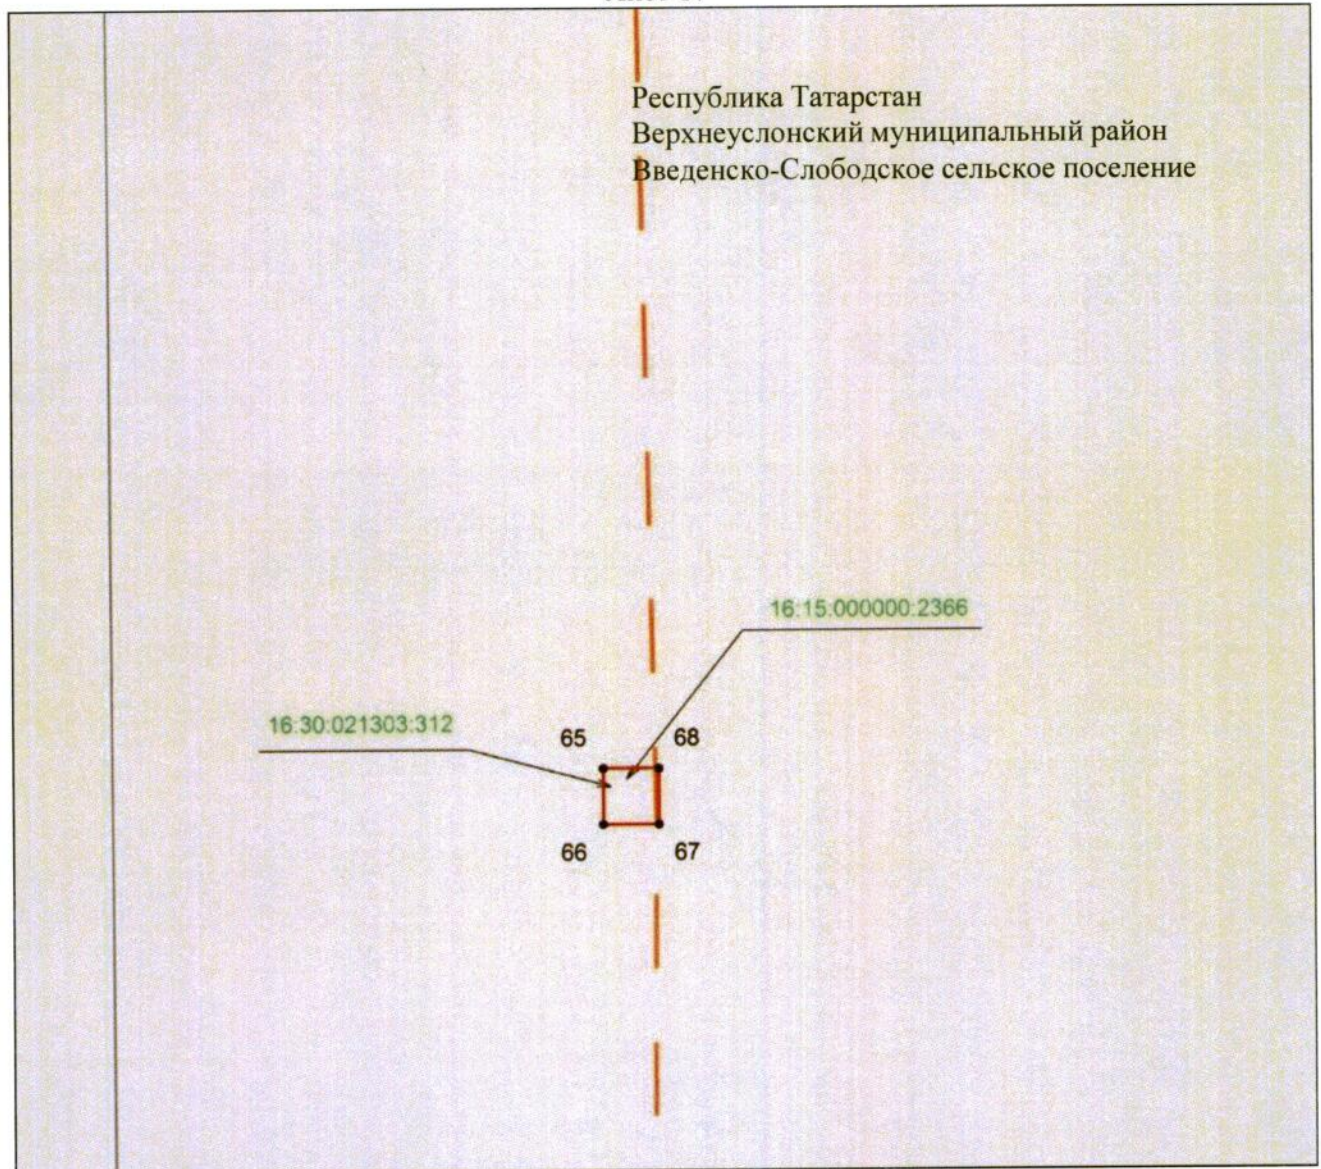 Республика Татарстан
Верхнеуслонский муниципальный район
Введенско-Слободское сельское поселение
16:15:000000:2366
16:30:021303:312
65
68
66
67